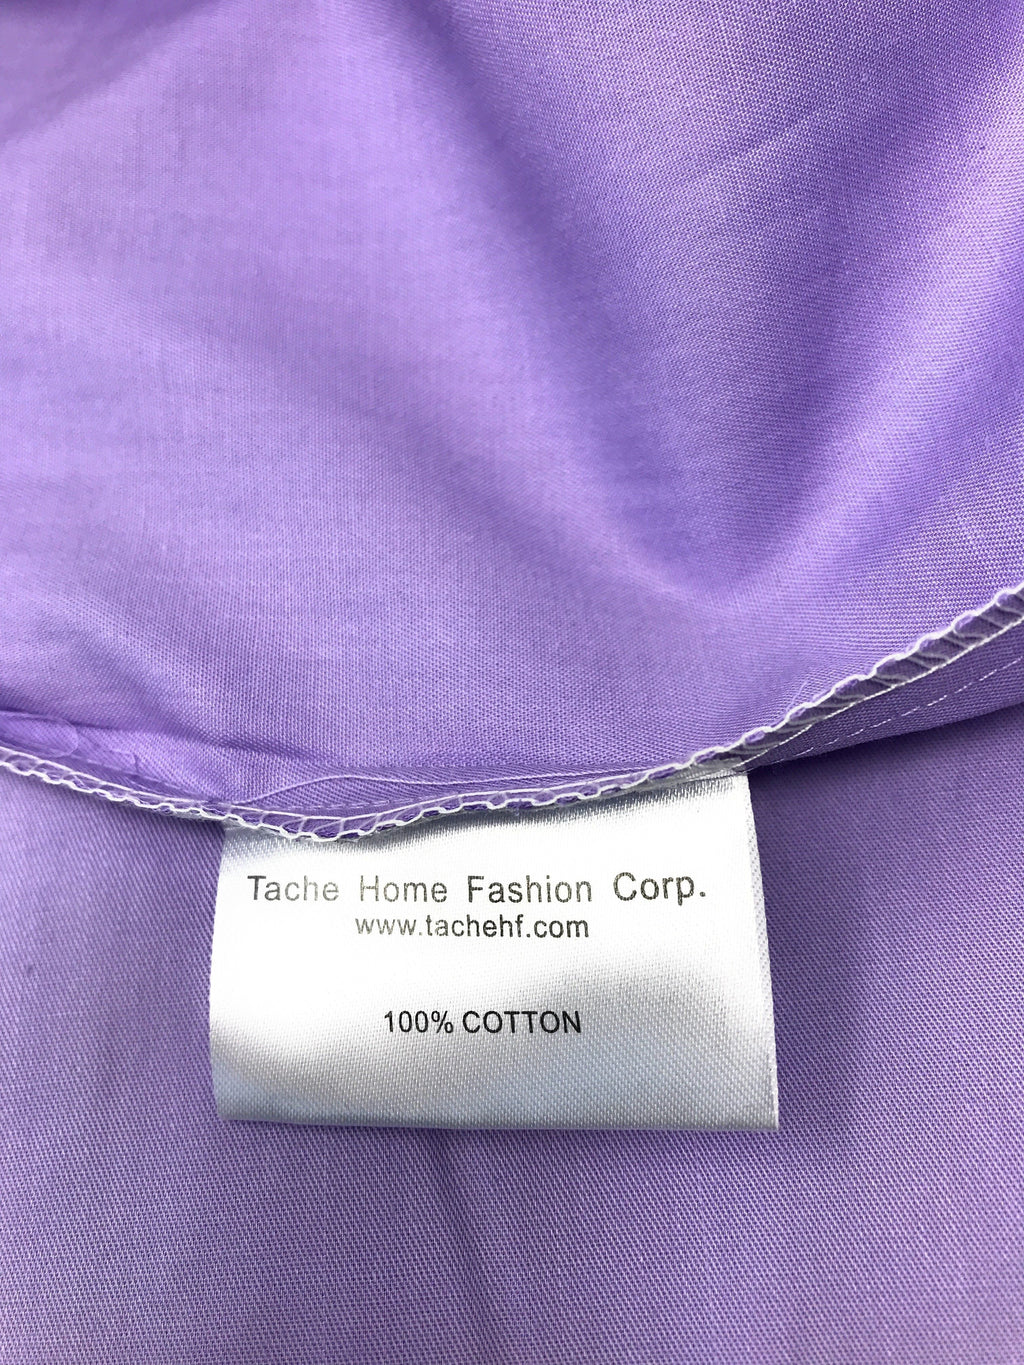 Tache Home Fashion Corp.
www.tachehf.com
100% COTTON